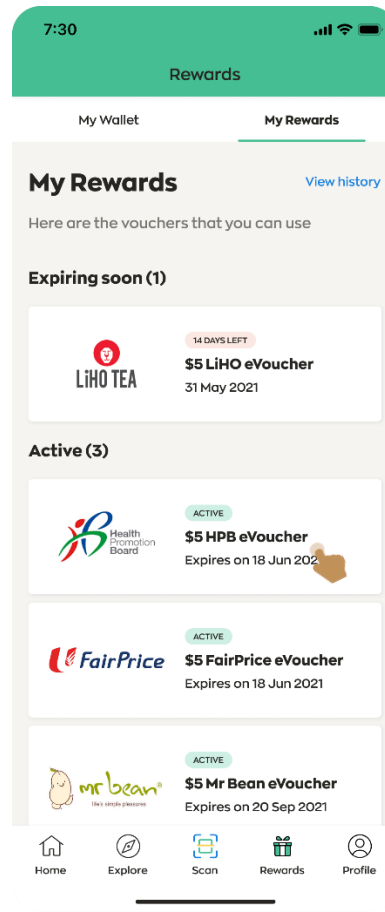 7:30
Rewards
My Wallet
My Rewards
My Rewards
View history
Here are the vouchers that you can use
Expiring soon (1)
LiHO TEA
14 DAYS LEFT
$5 LiHO eVoucher
31 May 2021
Active (3)
Health
Promotion
Board
ACTIVE
$5 HPB eVoucher
Expires on 18 Jun 202
FairPrice
ACTIVE
$5 FairPrice eVoucher
Expires on 18 Jun 2021
mr bean®
life's simple pleasures
ACTIVE
$5 Mr Bean eVoucher
Expires on 20 Sep 2021
Home
Explore
Scan
Rewards
Profile